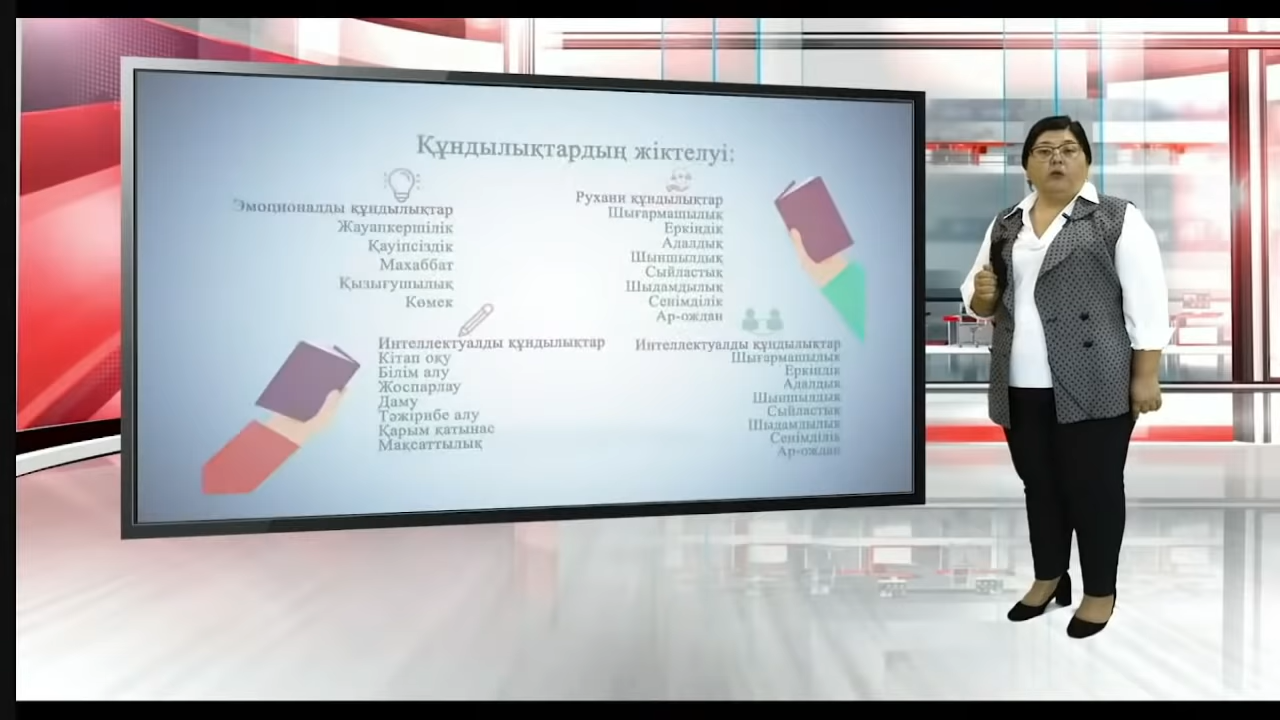 Құндылықтардың жіктелуі:
Эмоционалды құндылықтар
Жауапкершілік
Қауіпсіздік
Махаббат
Қызығушылық
Көмек
Рухани құндылықтар
Шығармашылық
Еркіндік
Адалдық
Шыншылдық
Сыйластық
Шыдамдылық
Сенімділік
Ар-ождан
Интеллектуалды құндылықтар
Кітап оқу
Білім алу
Жоспарлау
Даму
Тәжірибе алу
Қарым қатынас
Мақсаттылық
Интеллектуалды құндылықтар
Шығармашылық
Еркіндік
Адалдық
Шыншылдық
Сыйластық
Шыдамдылық
Сенімділік
Ар-ождан